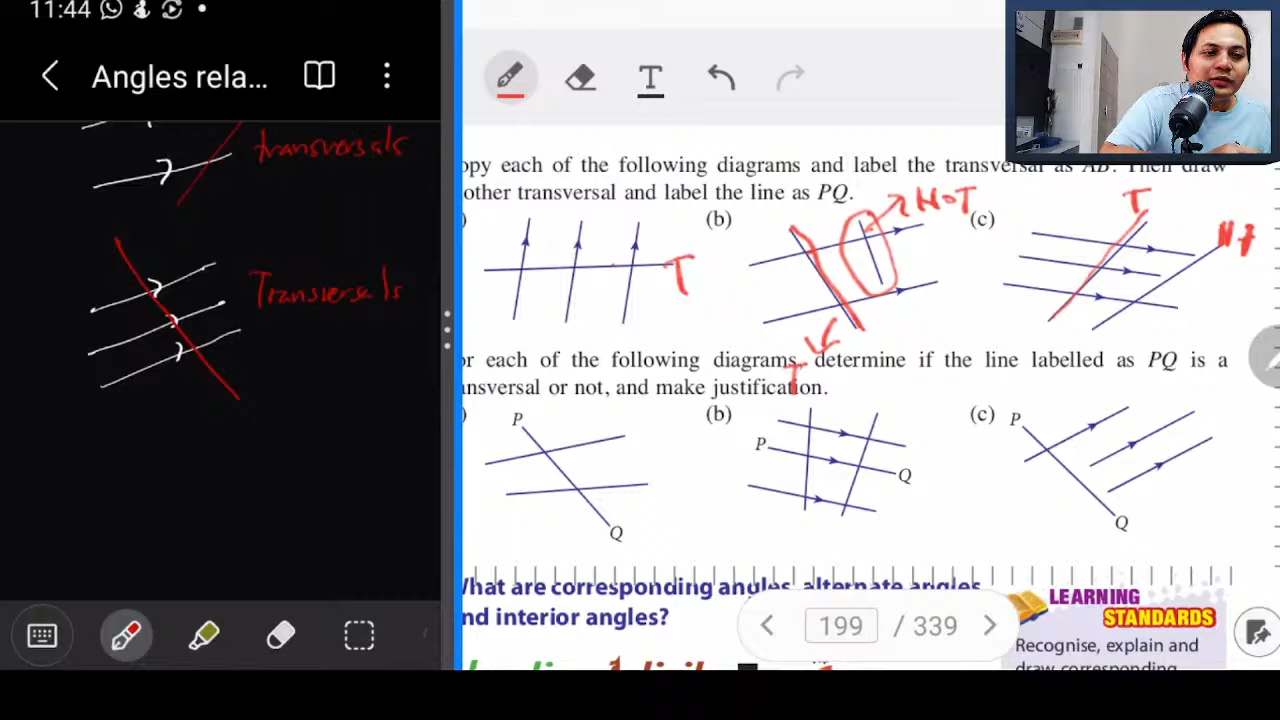 11:44
Angles rela...
transversals
Transversals
T
opy each of the following diagrams and label the transversal as AB. Then draw
other transversal and label the line as PQ.
(b)
NOT
(c)
T
T
T
or each of the following diagrams, determine if the line labelled as PQ is a
ansversal or not, and make justification.
P
Q
(b)
P
Q
(c)
P
Q
What are corresponding angles, alternate angles
nd interior angles?
199 / 339
LEARNING
STANDARDS
Recognise, explain and
draw corresponding